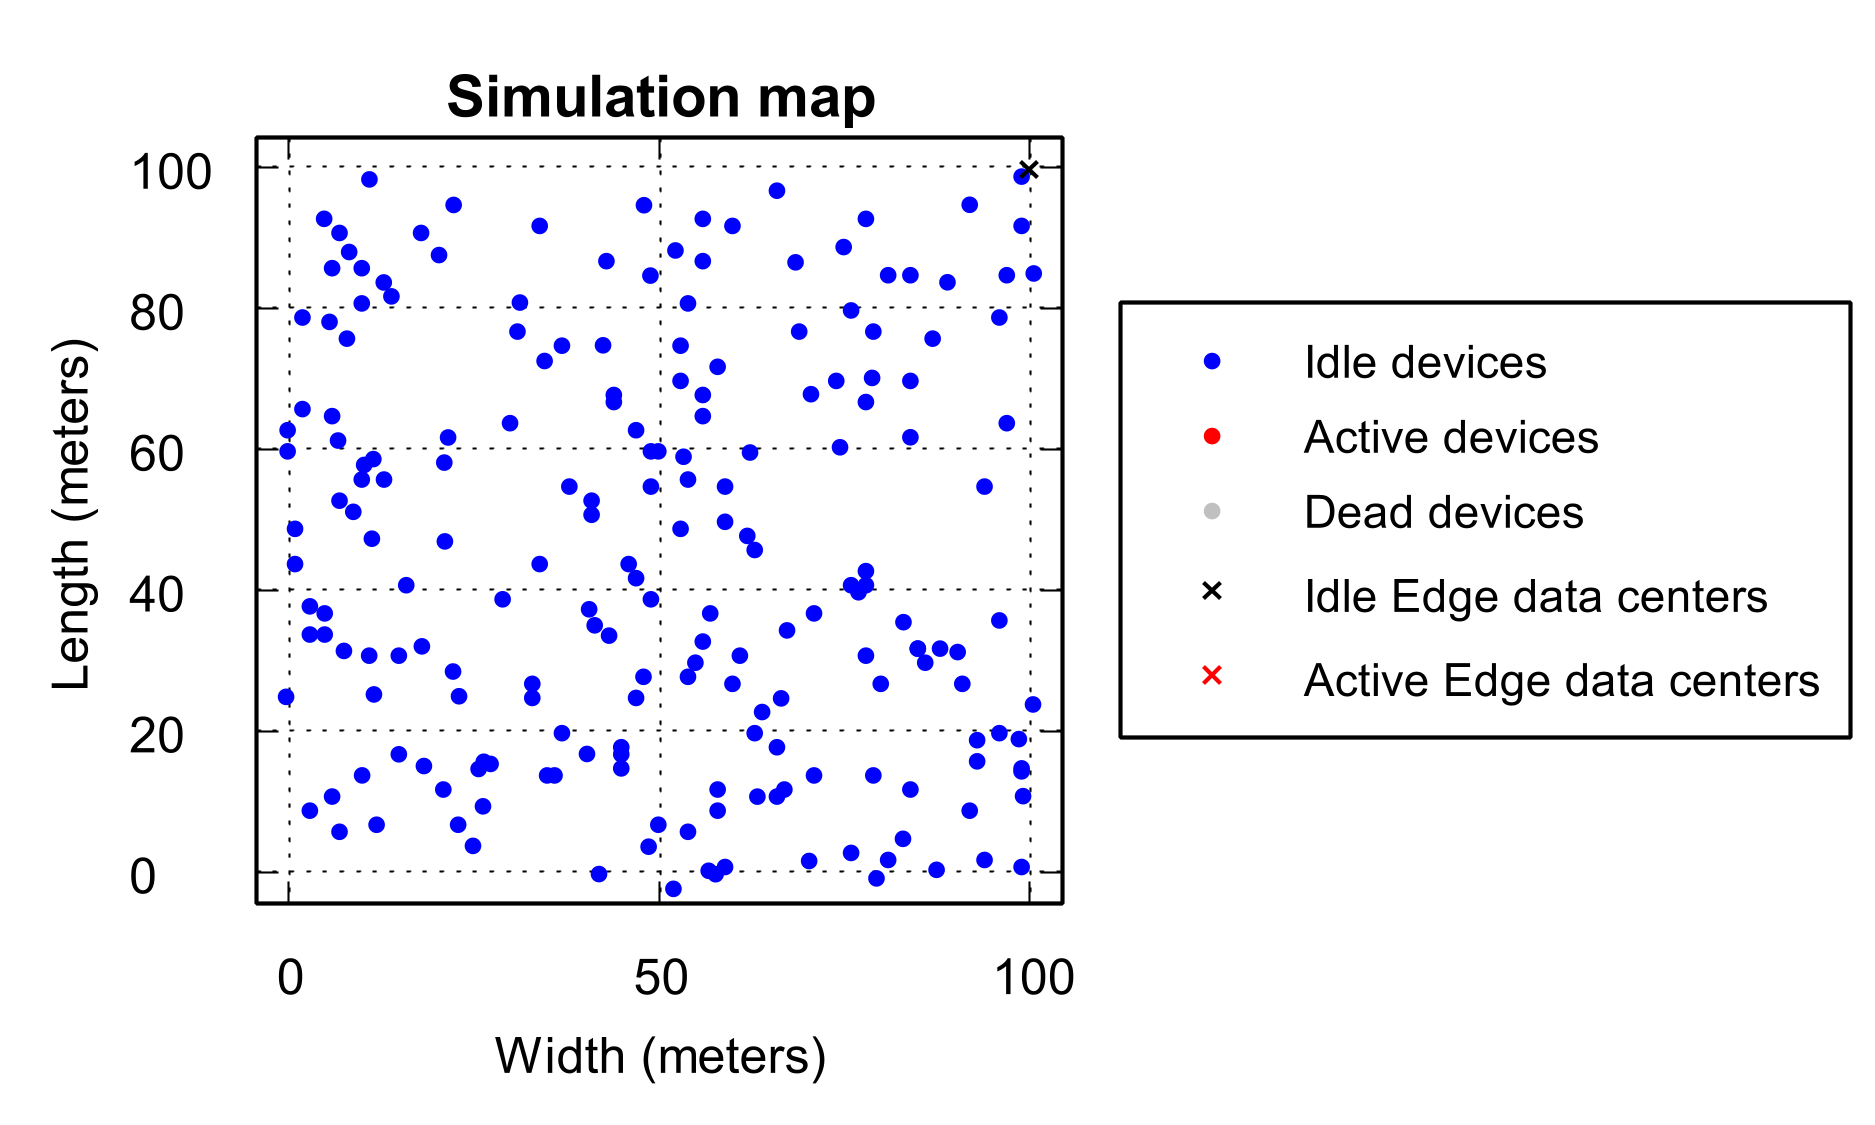 Simulation map
100
80
60
40
20
0
Length (meters)
0 50 100
Width (meters)
Idle devices
Active devices
Dead devices
Idle Edge data centers
Active Edge data centers